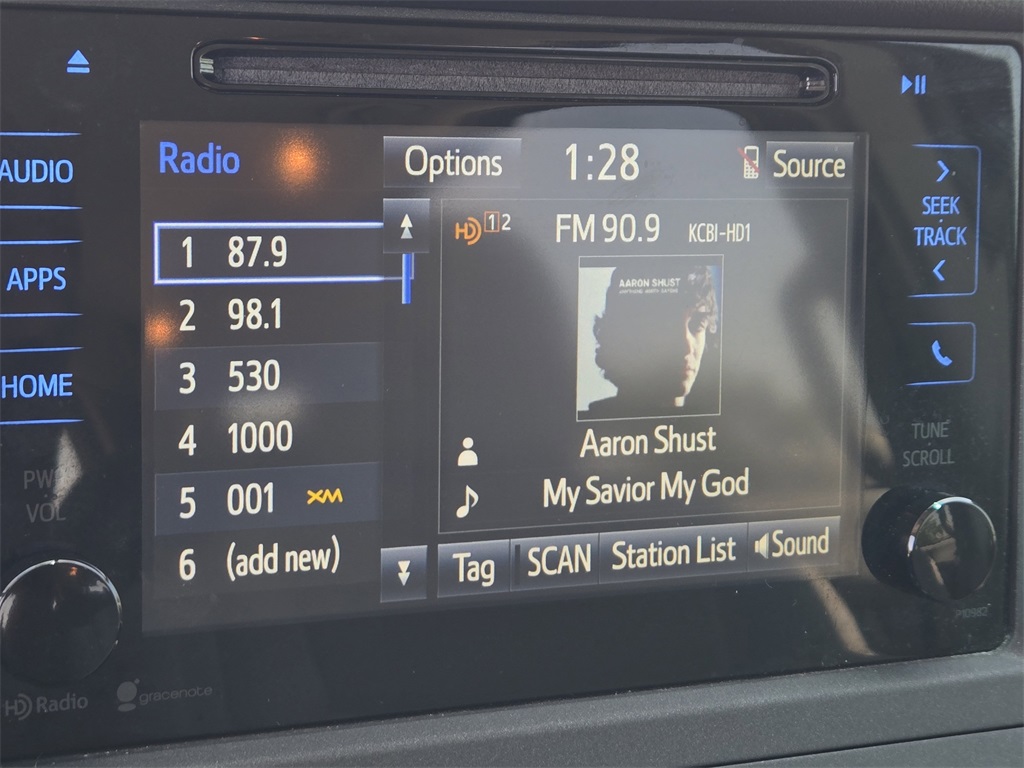 AUDIO
APPS
HOME
PWR
VOL
Radio
Options
1:28
Source
1 87.9
2 98.1
3 530
4 1000
5 001 XM
6 (add new)
HD 1 2
FM 90.9
KCBI-HD1
AARON SHUST
Aaron Shust
My Savior My God
Tag
SCAN
Station List
Sound
SEEK
TRACK
TUNE
SCROLL
HD Radio
gracenote